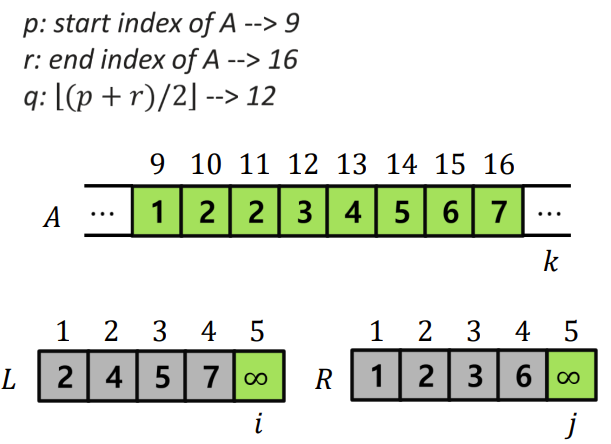 p: start index of A --> 9
r: end index of A --> 16
q: ⌊(p + r)/2⌋ --> 12
9 10 11 12 13 14 15 16
A ... 1 2 2 3 4 5 6 7 ...
k
1 2 3 4 5 1 2 3 4 5
L 2 4 5 7 ∞ R 1 2 3 6 ∞
i j